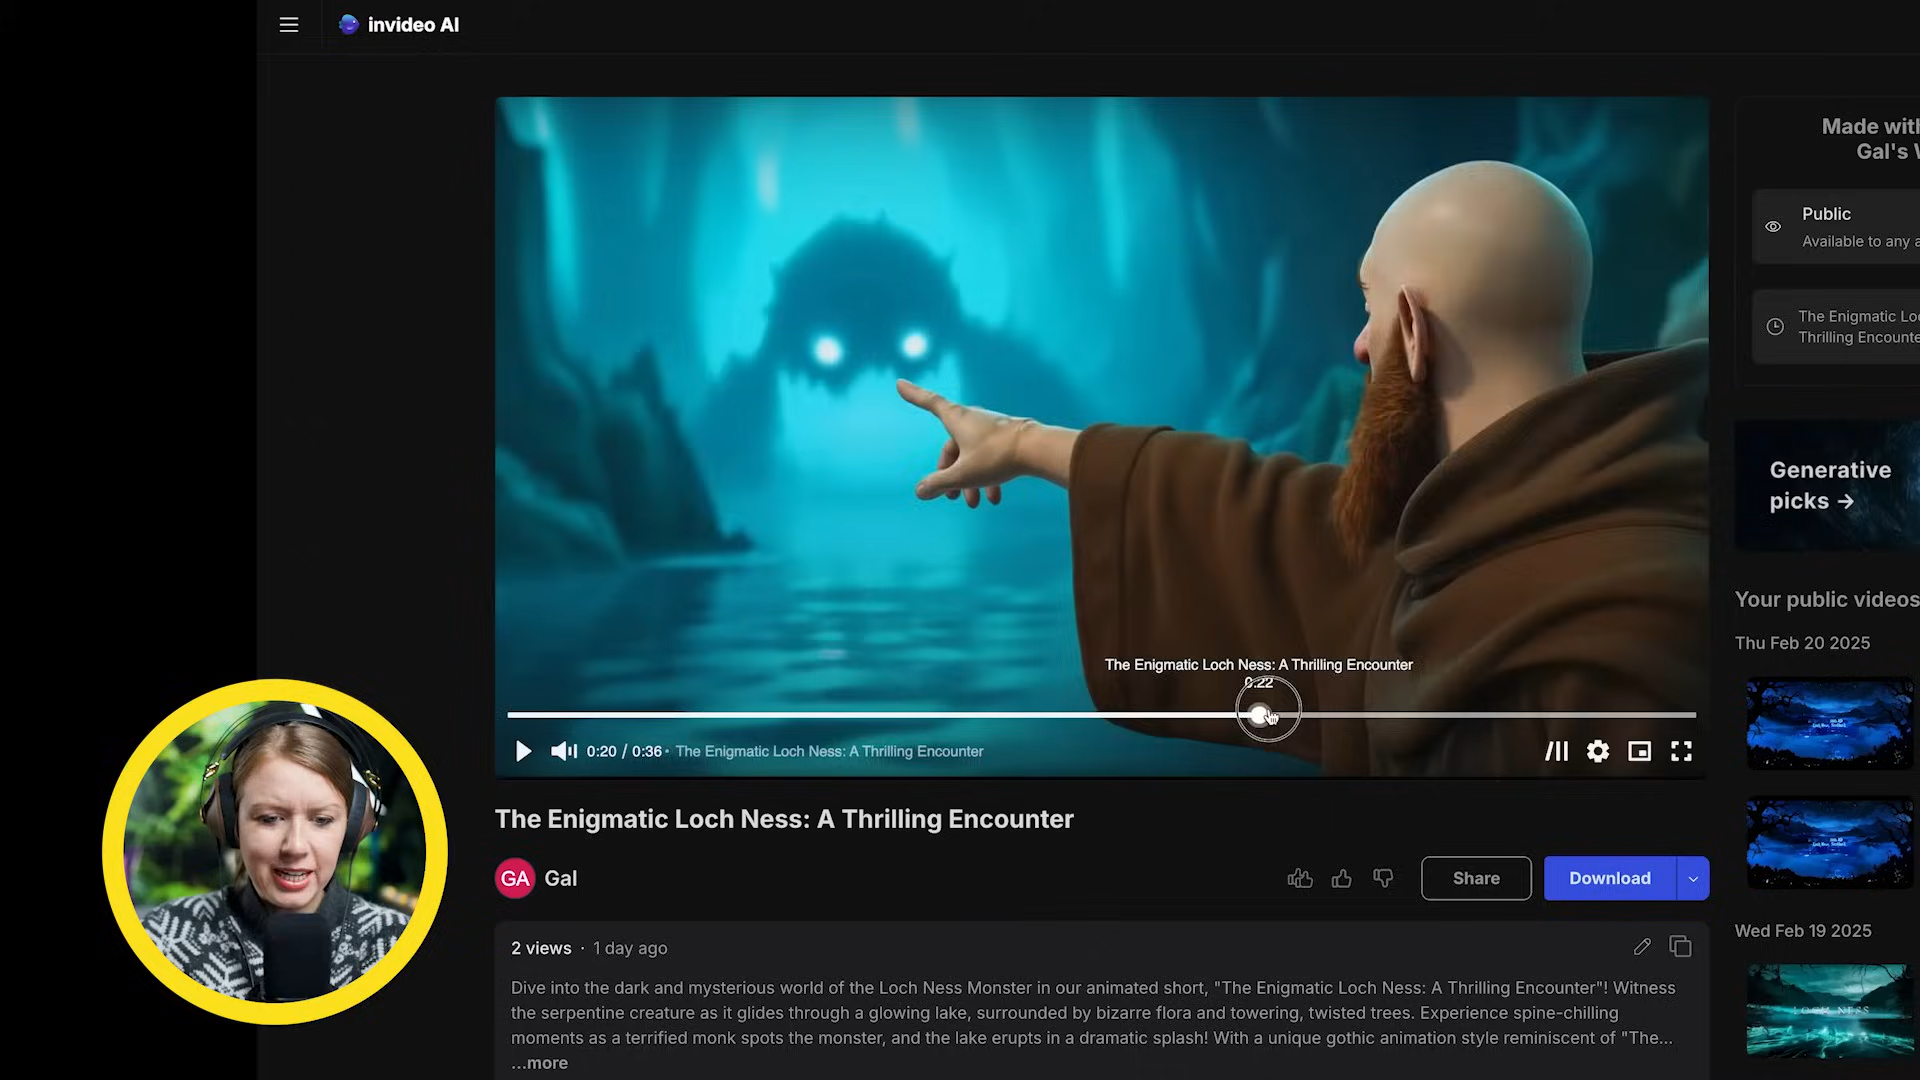 invideo AI
Made with
Gal's
Public
Available to any
The Enigmatic
Thrilling
Generative
picks →
Your public videos
Thu Feb 20 2025
The Enigmatic Loch Ness: A Thrilling Encounter
0:22
0:20 / 0:36 • The Enigmatic Loch Ness: A Thrilling Encounter
The Enigmatic Loch Ness: A Thrilling Encounter
GA Gal
Share
Download
Wed Feb 19 2025
LOCH NESS
2 views · 1 day ago
Dive into the dark and mysterious world of the Loch Ness Monster in our animated short, "The Enigmatic Loch Ness: A Thrilling Encounter"! Witness
the serpentine creature as it glides through a glowing lake, surrounded by bizarre flora and towering, twisted trees. Experience spine-chilling
moments as a terrified monk spots the monster, and the lake erupts in a dramatic splash! With a unique gothic animation style reminiscent of "The...
...more